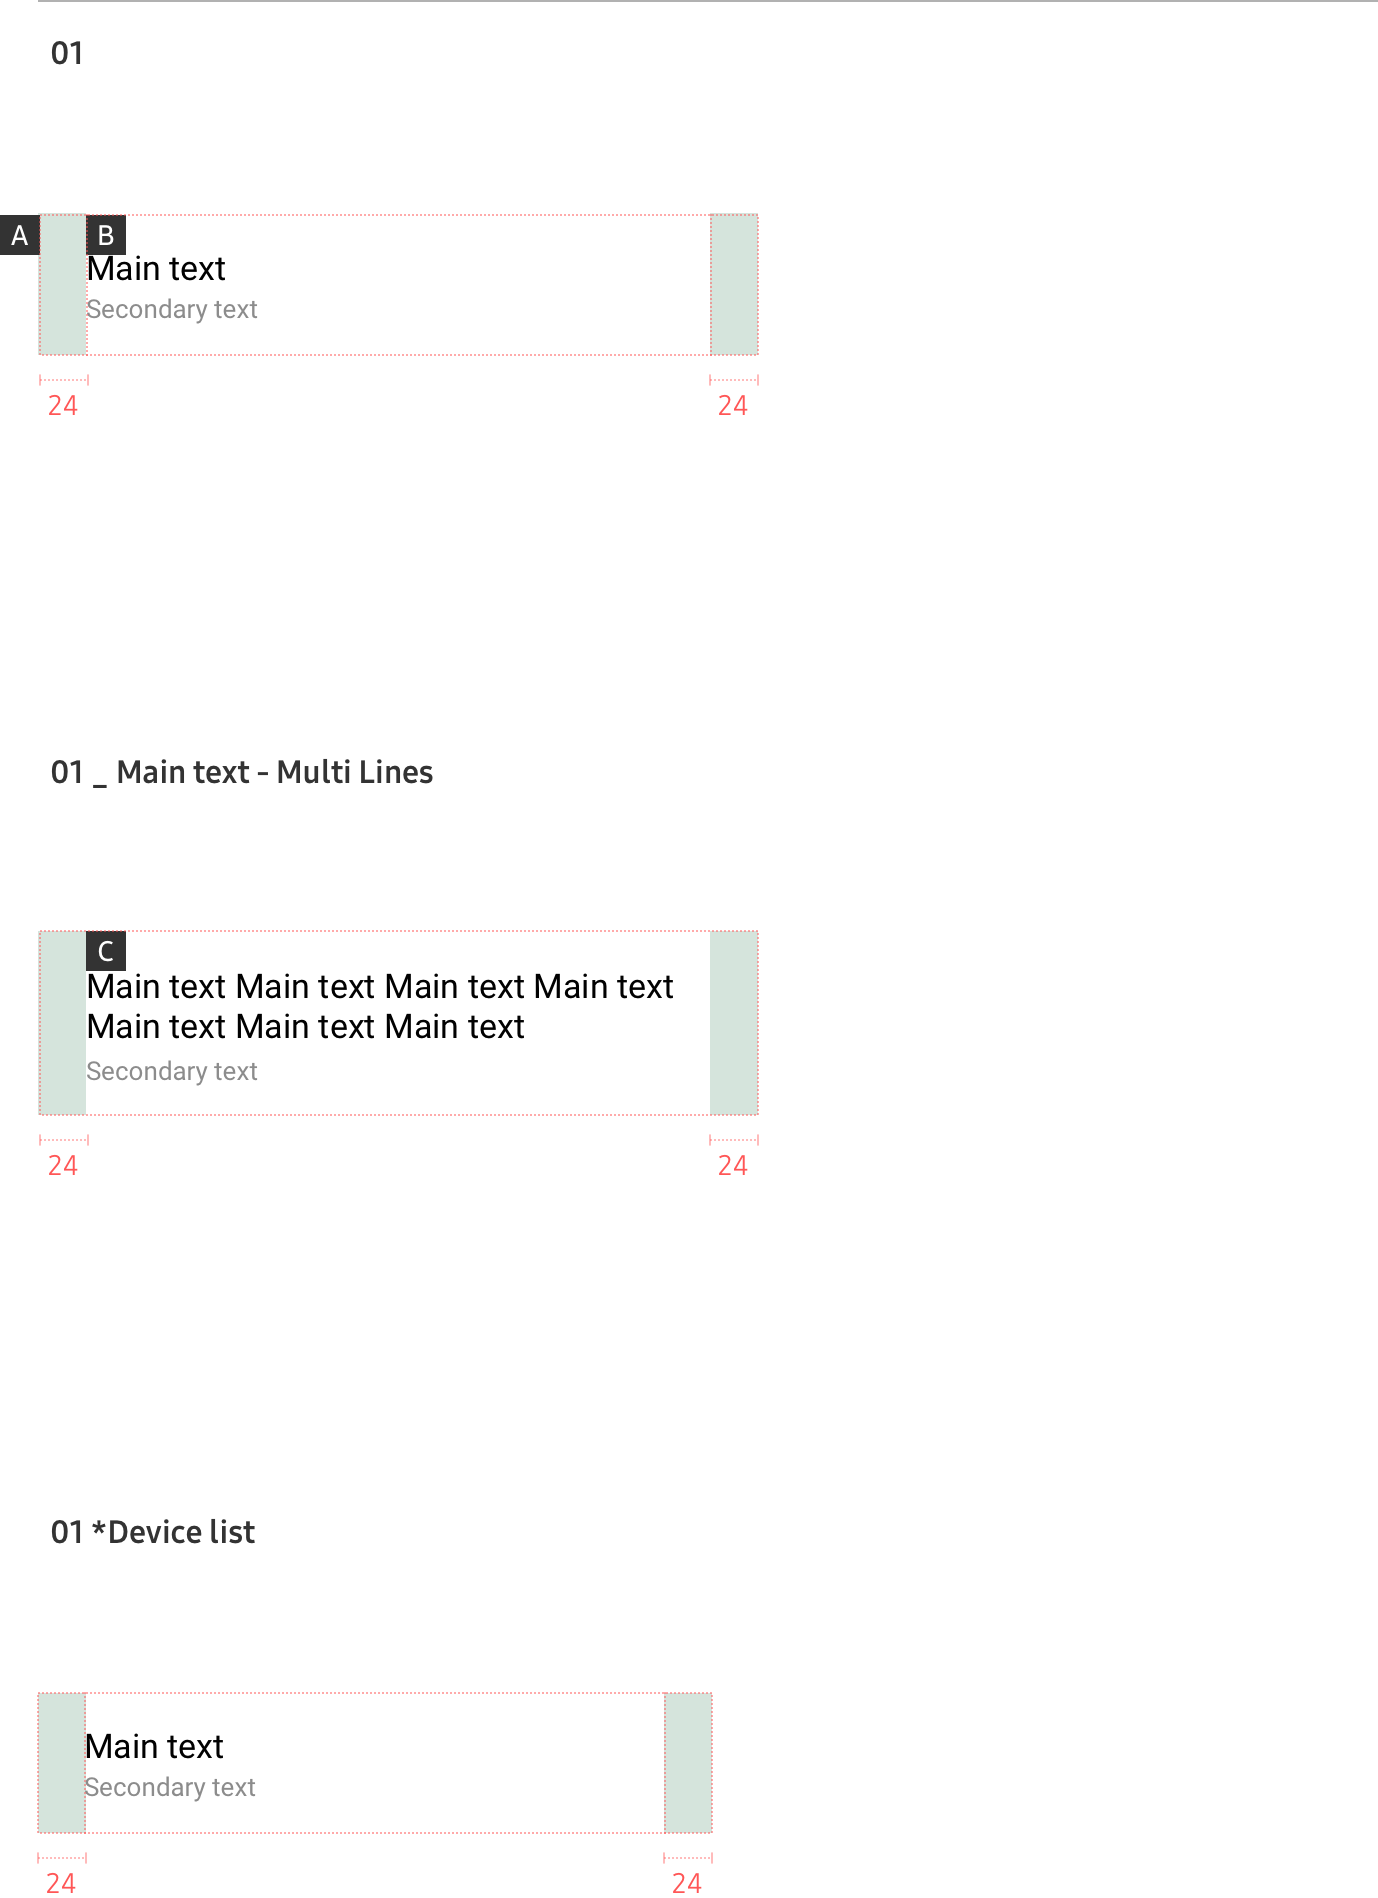 01
A
B
Main text
Secondary text
24
24
01 _ Main text - Multi Lines
C
Main text Main text Main text Main text
Main text Main text Main text
Secondary text
24
24
01 *Device list
Main text
Secondary text
24
24